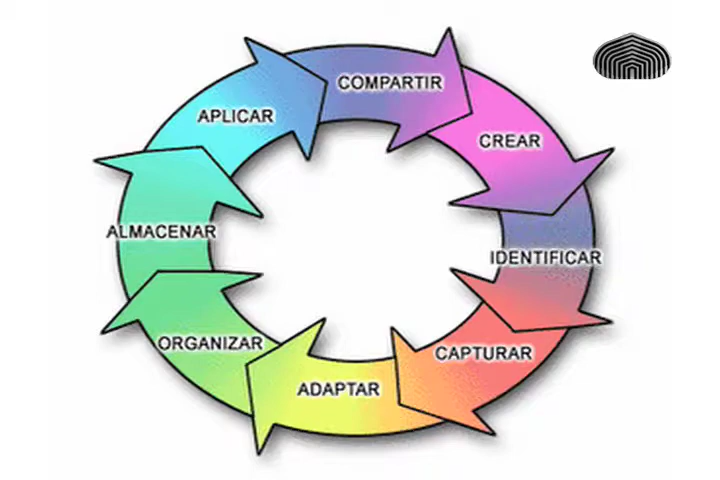 COMPARTIR
CREAR
IDENTIFICAR
CAPTURAR
ADAPTAR
ORGANIZAR
ALMACENAR
APLICAR